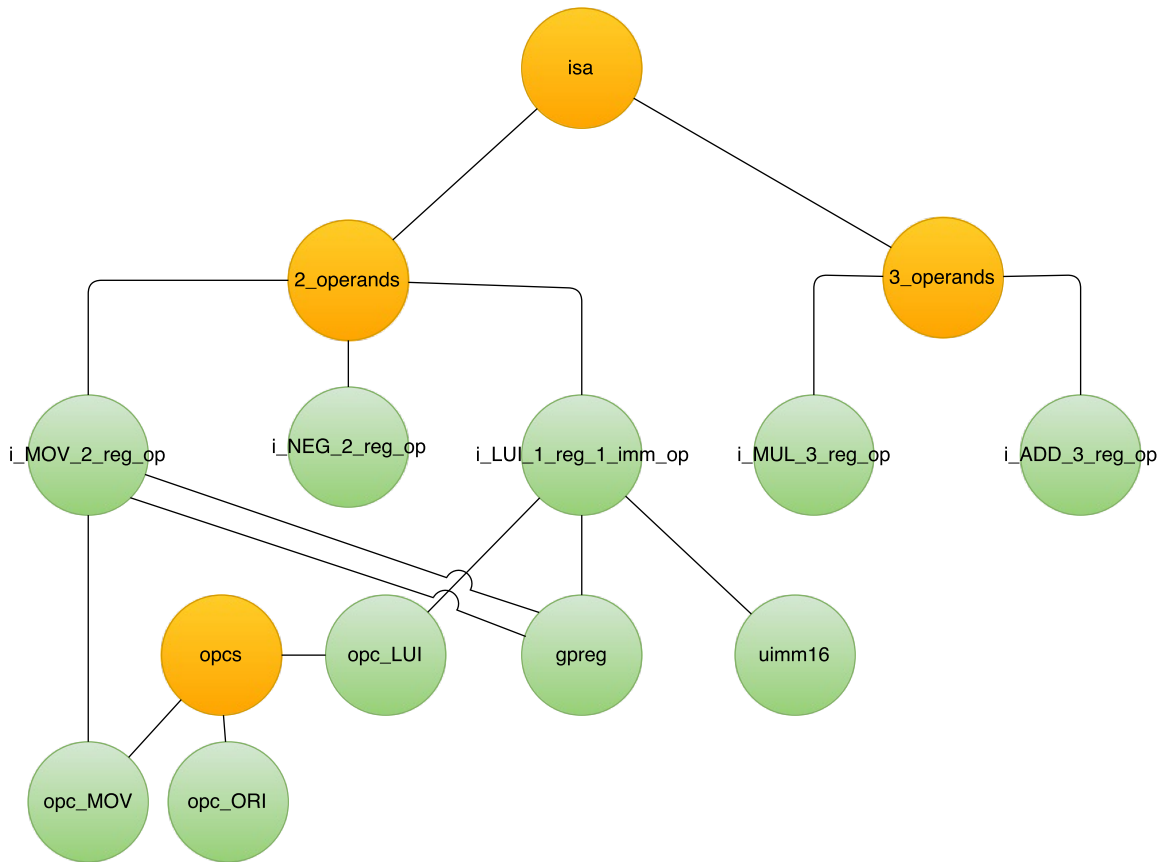 isa
2_operands
3_operands
i_MOV_2_reg_op
i_NEG_2_reg_op
i_LUI_1_reg_1_imm_op
i_MUL_3_reg_op
i_ADD_3_reg_op
opcs
opc_LUI
gpreg
uimm16
opc_MOV
opc_ORI